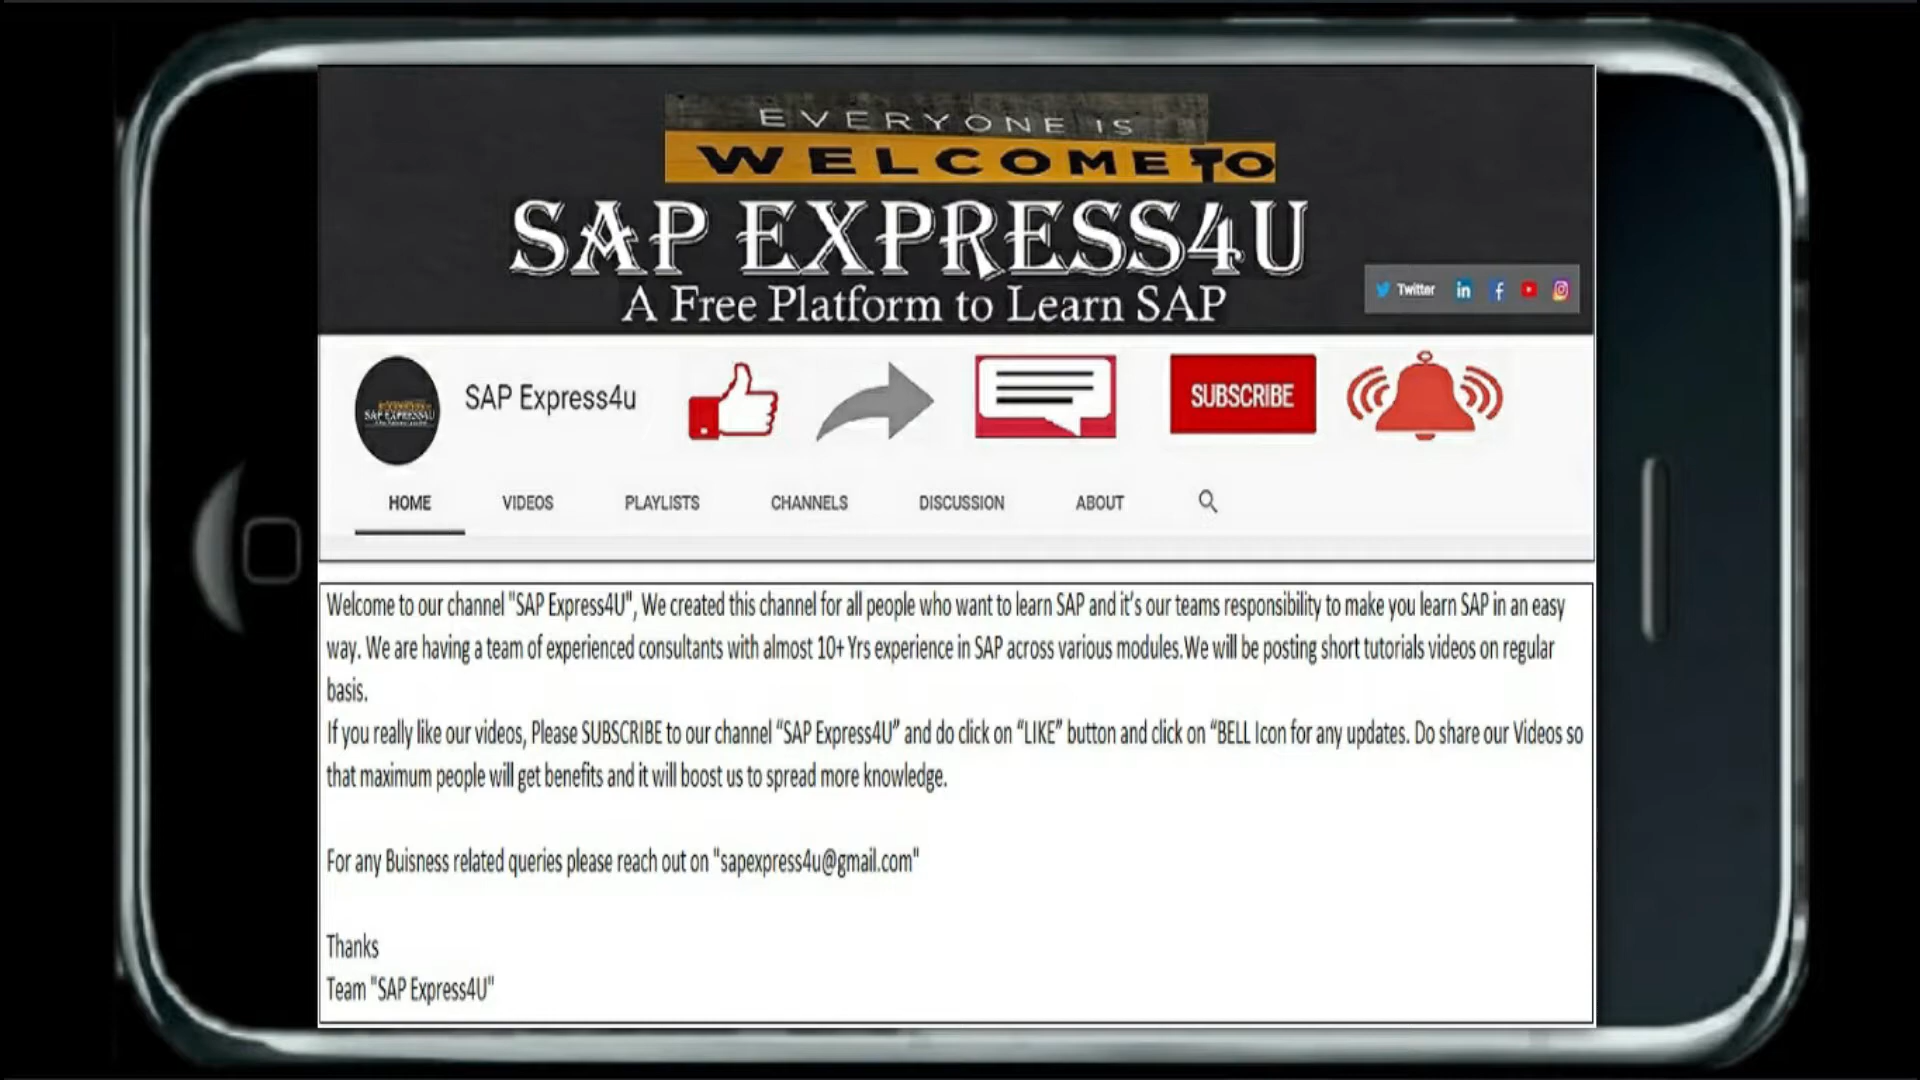 EVERYONE IS
WELCOME TO
SAP EXPRESS4U
A Free Platform to Learn SAP
Twitter
SAP Express4u
SUBSCRIBE
HOME VIDEOS PLAYLISTS CHANNELS DISCUSSION ABOUT
Welcome to our channel "SAP Express4U", We created this channel for all people who want to learn SAP and it's our teams responsibility to make you learn SAP in an easy
way. We are having a team of experienced consultants with almost 10+ Yrs experience in SAP across various modules.We will be posting short tutorials videos on regular
basis.
If you really like our videos, Please SUBSCRIBE to our channel “SAP Express4U” and do click on “LIKE” button and click on “BELL Icon for any updates. Do share our Videos so
that maximum people will get benefits and it will boost us to spread more knowledge.
For any Buisness related queries please reach out on "sapexpress4u@gmail.com"
Thanks
Team "SAP Express4U"